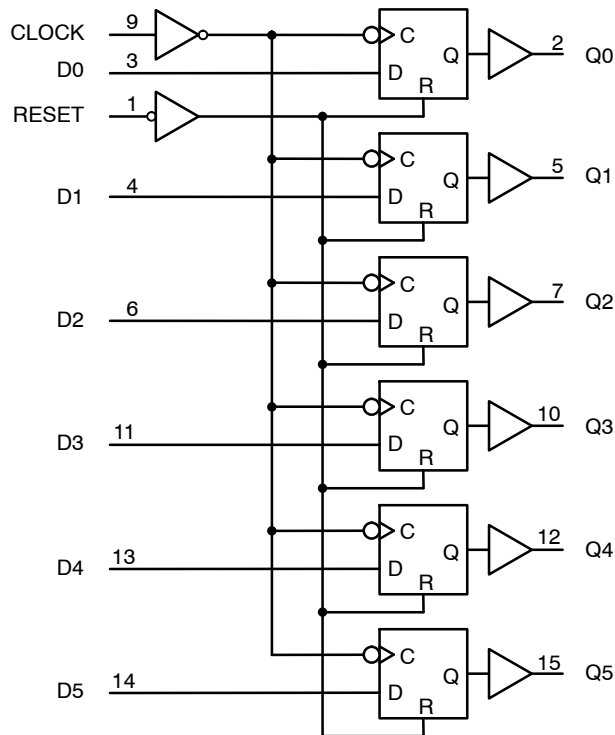 CLOCK 9 C Q 2 Q0
D0 3 D
R
RESET 1
C Q 5 Q1
D1 4 D
R
C Q 7 Q2
D2 6 D
R
C Q 10 Q3
D3 11 D
R
C Q 12 Q4
D4 13 D
R
C Q 15 Q5
D5 14 D
R